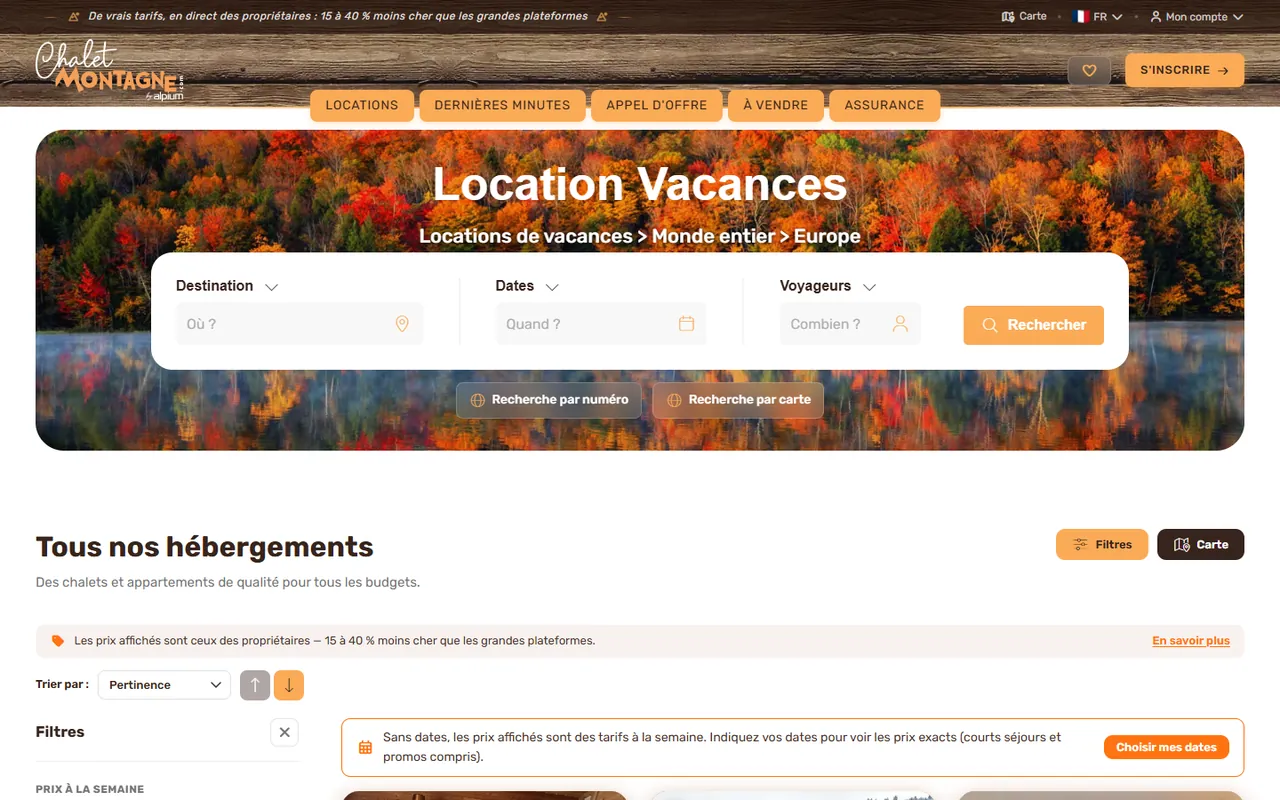 De vrais tarifs, en direct des propriétaires : 15 à 40 % moins cher que les grandes plateformes
Carte
FR
Mon compte
Chalet
MONTAGNE.com
by alpium
S'INSCRIRE
LOCATIONS
DERNIÈRES MINUTES
APPEL D'OFFRE
À VENDRE
ASSURANCE
Location Vacances
Locations de vacances > Monde entier > Europe
Destination
Dates
Voyageurs
Où ?
Quand ?
Combien ?
Rechercher
Recherche par numéro
Recherche par carte
Tous nos hébergements
Filtres
Carte
Des chalets et appartements de qualité pour tous les budgets.
Les prix affichés sont ceux des propriétaires — 15 à 40 % moins cher que les grandes plateformes.
En savoir plus
Trier par :
Pertinence
Filtres
Sans dates, les prix affichés sont des tarifs à la semaine. Indiquez vos dates pour voir les prix exacts (courts séjours et
promos compris).
Choisir mes dates
PRIX À LA SEMAINE